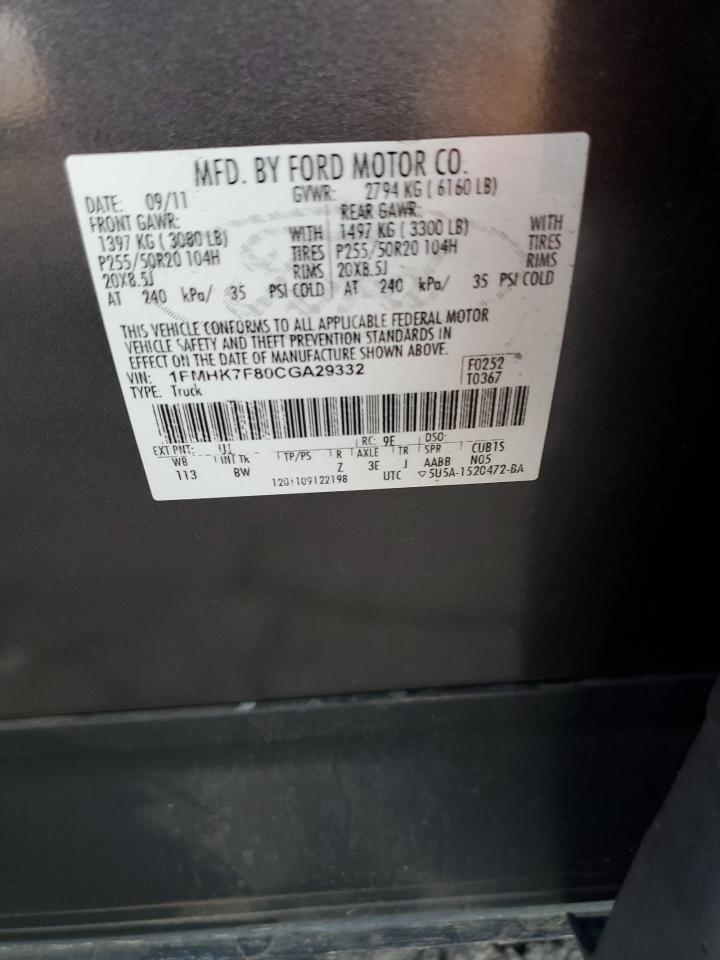 MFD. BY FORD MOTOR CO.
DATE: 09/11 GVWR: 2794 KG ( 6160 LB)
FRONT GAWR: REAR GAWR:
1397 KG ( 3080 LB) WITH 1497 KG ( 3300 LB) WITH
P255/50R20 104H TIRES P255/50R20 104H TIRES
20X8.5J RIMS 20X8.5J RIMS
AT 240 kPa/ 35 PSI COLD AT 240 kPa/ 35 PSI COLD
THIS VEHICLE CONFORMS TO ALL APPLICABLE FEDERAL MOTOR
VEHICLE SAFETY AND THEFT PREVENTION STANDARDS IN
EFFECT ON THE DATE OF MANUFACTURE SHOWN ABOVE.
VIN: 1FMHK7F80CGA29332 F0252
TYPE: Truck T0367
EXT PNT: UJ RC: 9E DSO:
WB INT TK TP/PS R AXLE TR SPR CUBTS
113 BW Z 3E J AABB N05
1201109122198 UTC ▽5U5A-1520472-BA